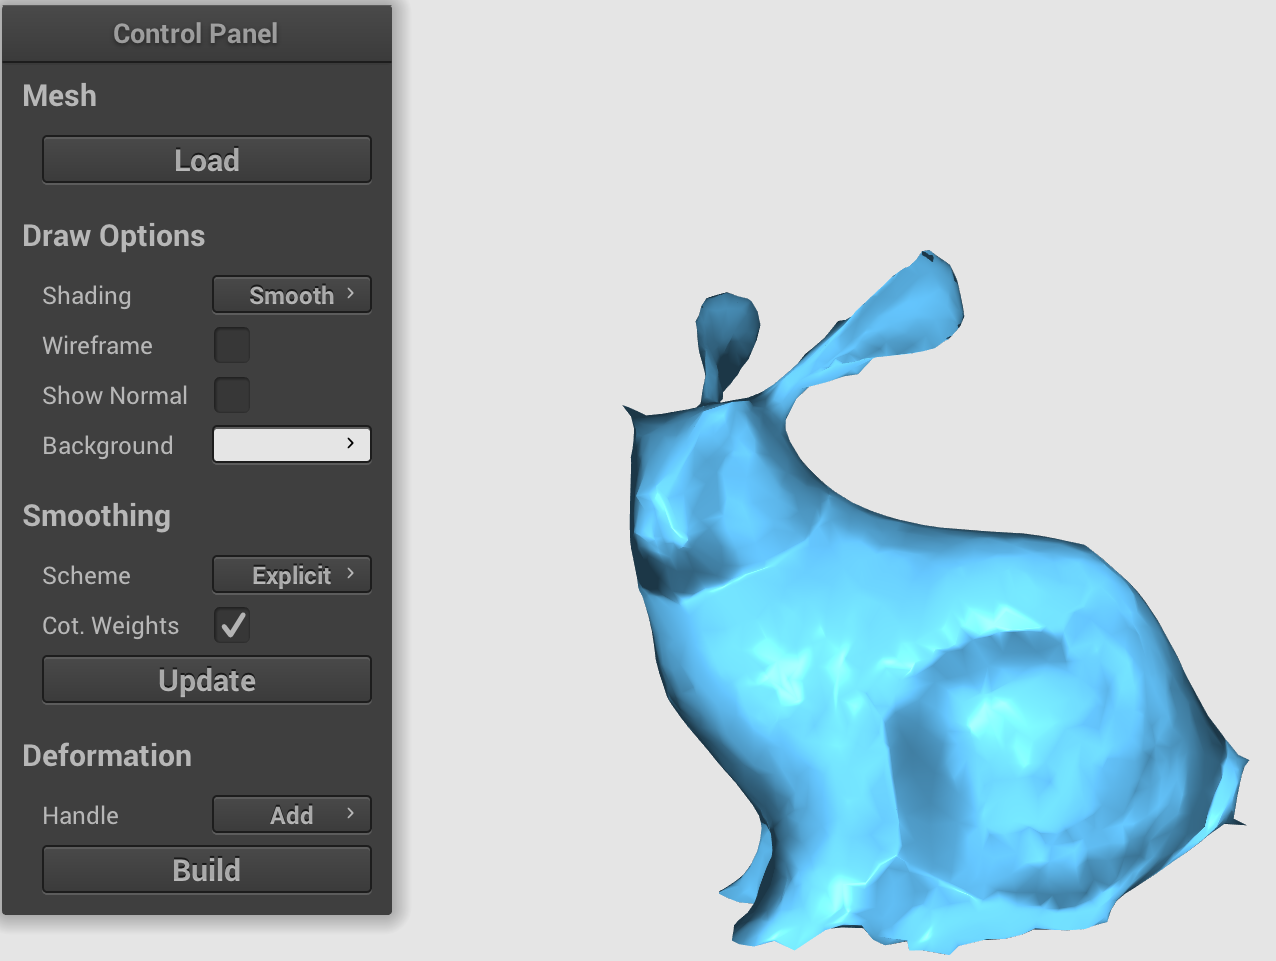 Control Panel
Mesh
Load
Draw Options
Shading Smooth
Wireframe
Show Normal
Background
Smoothing
Scheme Explicit
Cot. Weights
Update
Deformation
Handle Add
Build